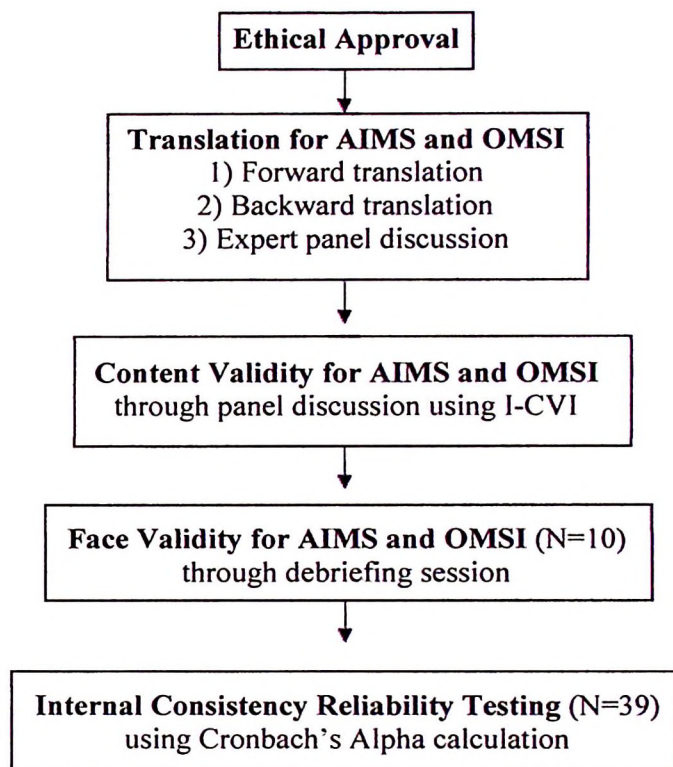 Ethical Approval
Translation for AIMS and OMSI
1) Forward translation
2) Backward translation
3) Expert panel discussion
Content Validity for AIMS and OMSI
through panel discussion using I-CVI
Face Validity for AIMS and OMSI (N=10)
through debriefing session
Internal Consistency Reliability Testing (N=39)
using Cronbach's Alpha calculation